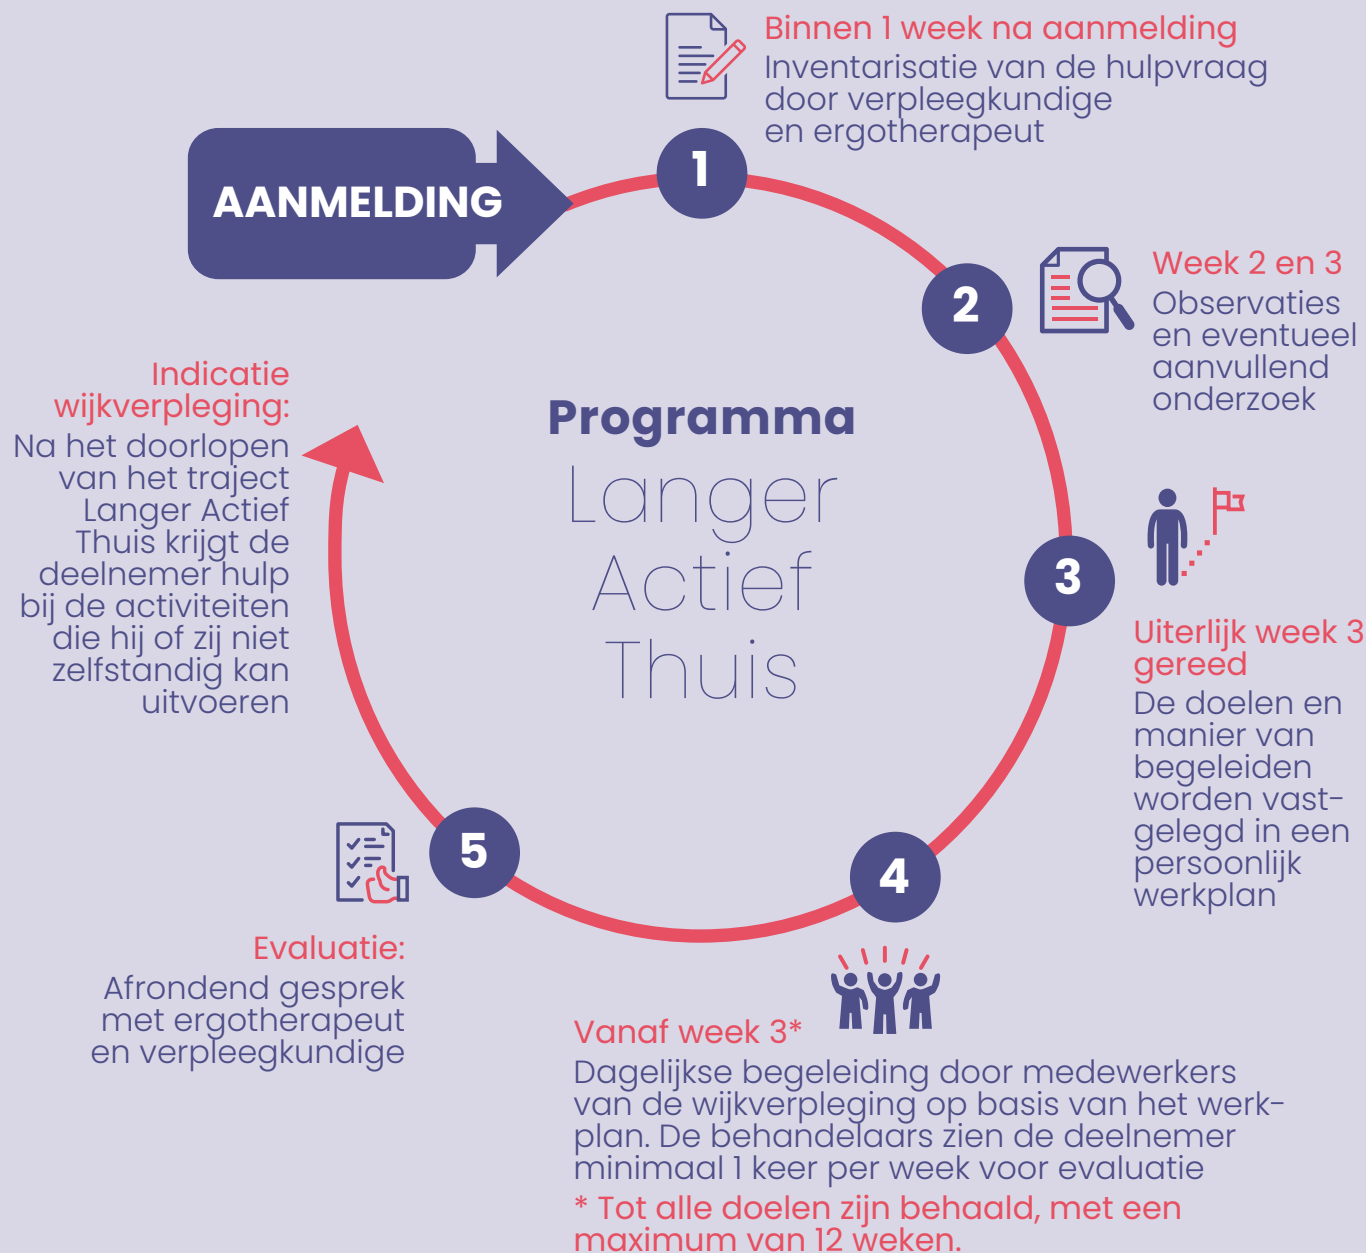 AANMELDING
1
Binnen 1 week na aanmelding
Inventarisatie van de hulpvraag
door verpleegkundige
en ergotherapeut
2
Week 2 en 3
Observaties
en eventueel
aanvullend
onderzoek
Programma
Langer
Actief
Thuis
3
Uiterlijk week 3
gereed
De doelen en
manier van
begeleiden
worden vast-
gelegd in een
persoonlijk
werkplan
4
Vanaf week 3*
Dagelijkse begeleiding door medewerkers
van de wijkverpleging op basis van het werk-
plan. De behandelaars zien de deelnemer
minimaal 1 keer per week voor evaluatie
* Tot alle doelen zijn behaald, met een
maximum van 12 weken.
5
Evaluatie:
Afrondend gesprek
met ergotherapeut
en verpleegkundige
Indicatie
wijkverpleging:
Na het doorlopen
van het traject
Langer Actief
Thuis krijgt de
deelnemer hulp
bij de activiteiten
die hij of zij niet
zelfstandig kan
uitvoeren